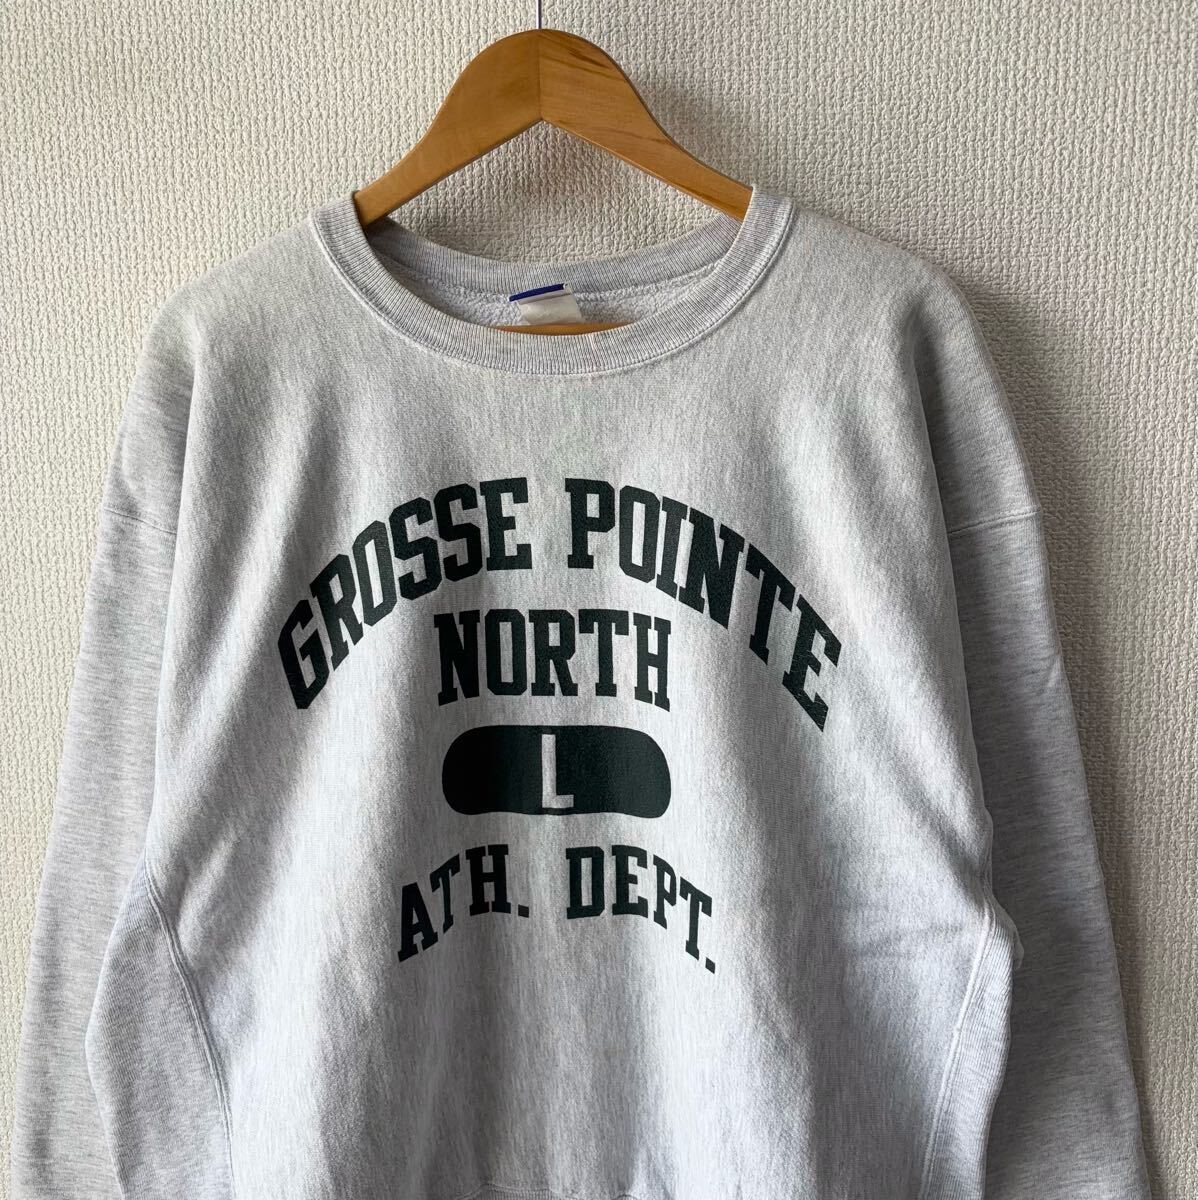 GROSSE POINTE
NORTH
L
ATH. DEPT.